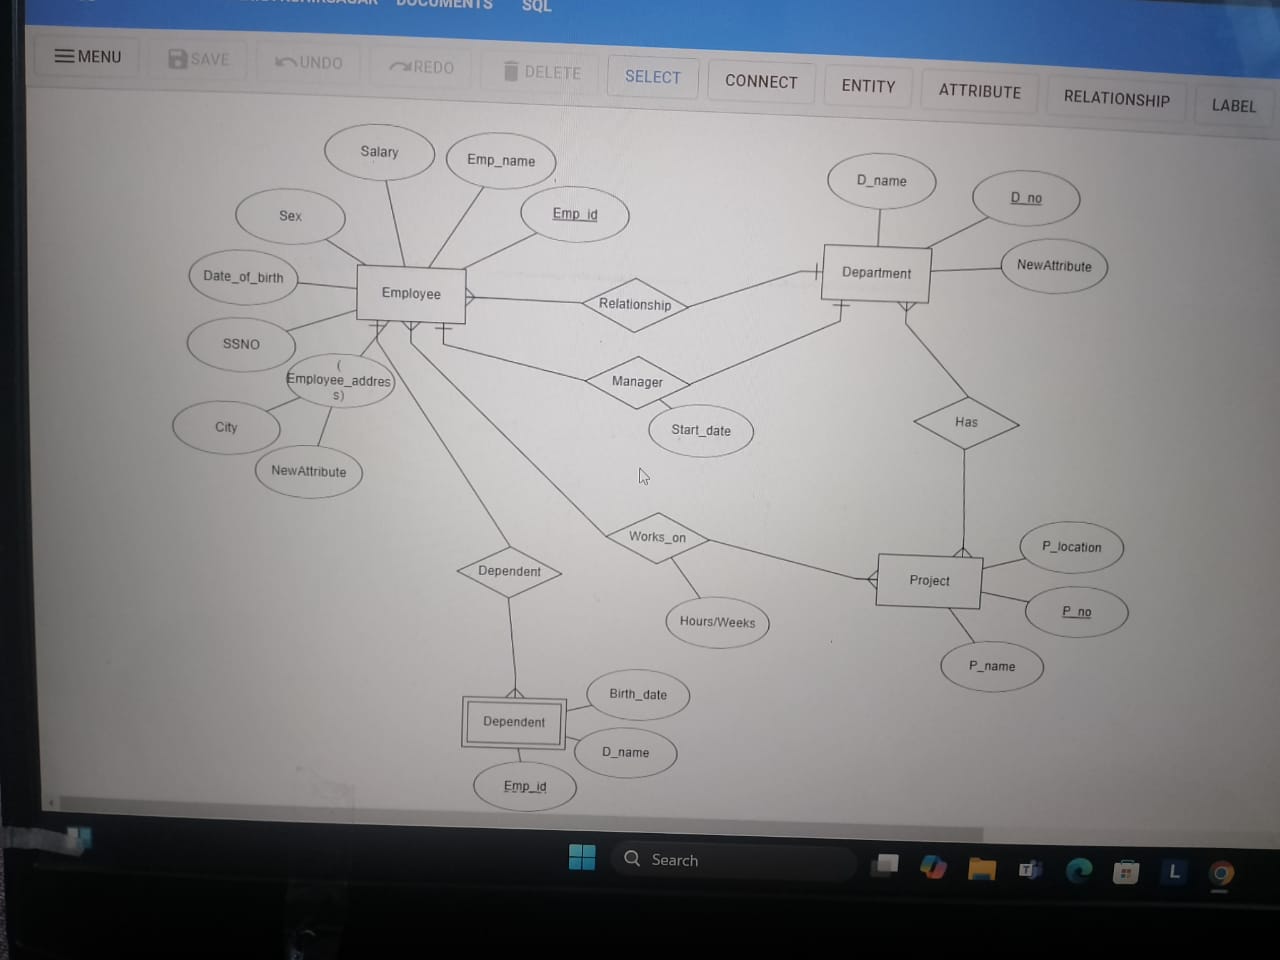 DOCUMENTS SQL
MENU SAVE UNDO REDO DELETE SELECT CONNECT ENTITY ATTRIBUTE RELATIONSHIP LABEL
Salary
Emp_name
D_name
Sex
Emp_id
D_no
Date_of_birth
Employee
Relationship
Department
NewAttribute
SSNO
(
Employee_addres
s)
Manager
City
Start_date
Has
NewAttribute
Works_on
P_location
Dependent
Project
Hours/Weeks
P_no
P_name
Birth_date
Dependent
D_name
Emp_id
Search
L